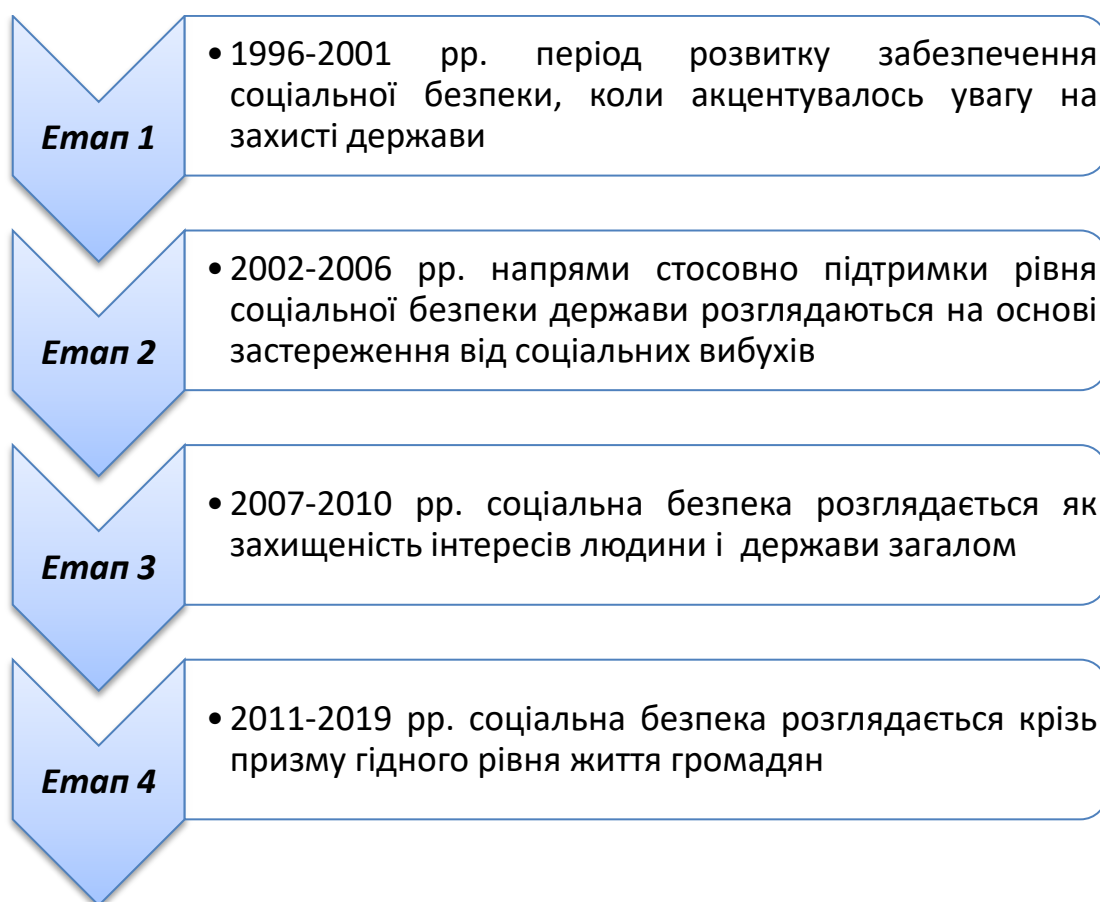 Етап 1
• 1996-2001 рр. період розвитку забезпечення
соціальної безпеки, коли акцентувалось увагу на
захисті держави
Етап 2
• 2002-2006 рр. напрями стосовно підтримки рівня
соціальної безпеки держави розглядаються на основі
застереження від соціальних вибухів
Етап 3
• 2007-2010 рр. соціальна безпека розглядається як
захищеність інтересів людини і  держави загалом
Етап 4
• 2011-2019 рр. соціальна безпека розглядається крізь
призму гідного рівня життя громадян